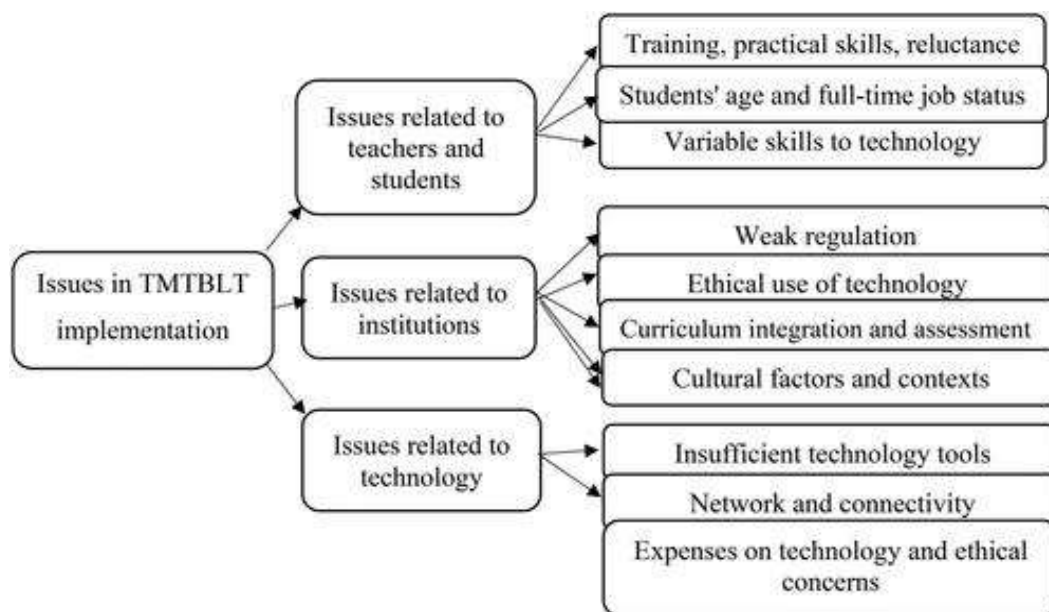 Issues in TMTBLT
implementation
Issues related to
teachers and
students
Training, practical skills, reluctance
Students' age and full-time job status
Variable skills to technology
Issues related to
institutions
Weak regulation
Ethical use of technology
Curriculum integration and assessment
Cultural factors and contexts
Issues related to
technology
Insufficient technology tools
Network and connectivity
Expenses on technology and ethical
concerns